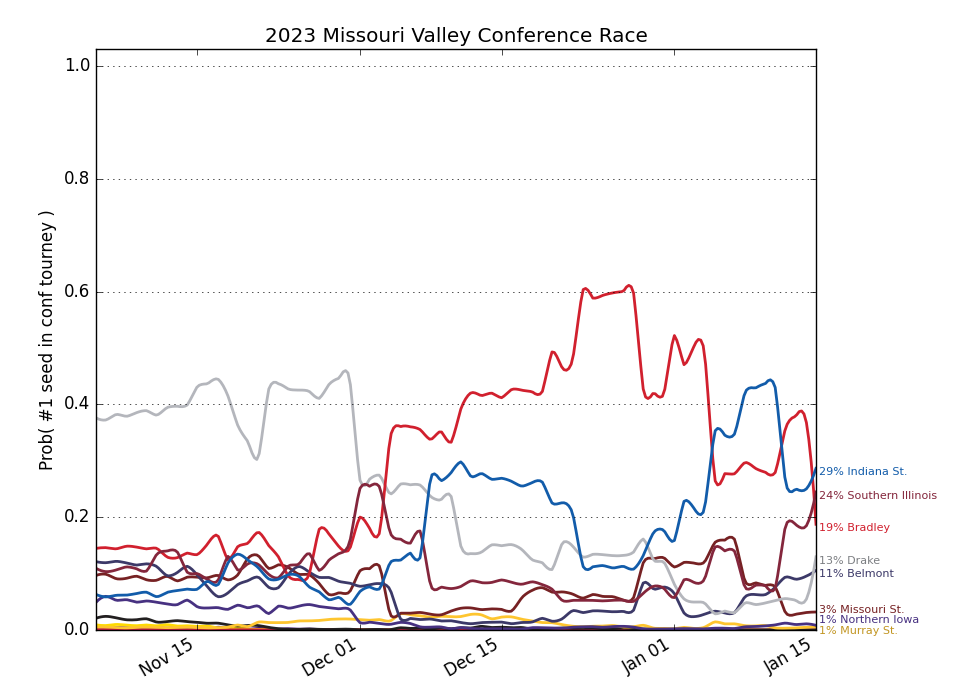 2023 Missouri Valley Conference Race
Prob( #1 seed in conf tourney )
1.0
0.8
0.6
0.4
0.2
0.0
Nov 15
Dec 01
Dec 15
Jan 01
Jan 15
29% Indiana St.
24% Southern Illinois
19% Bradley
13% Drake
11% Belmont
3% Missouri St.
1% Northern Iowa
1% Murray St.